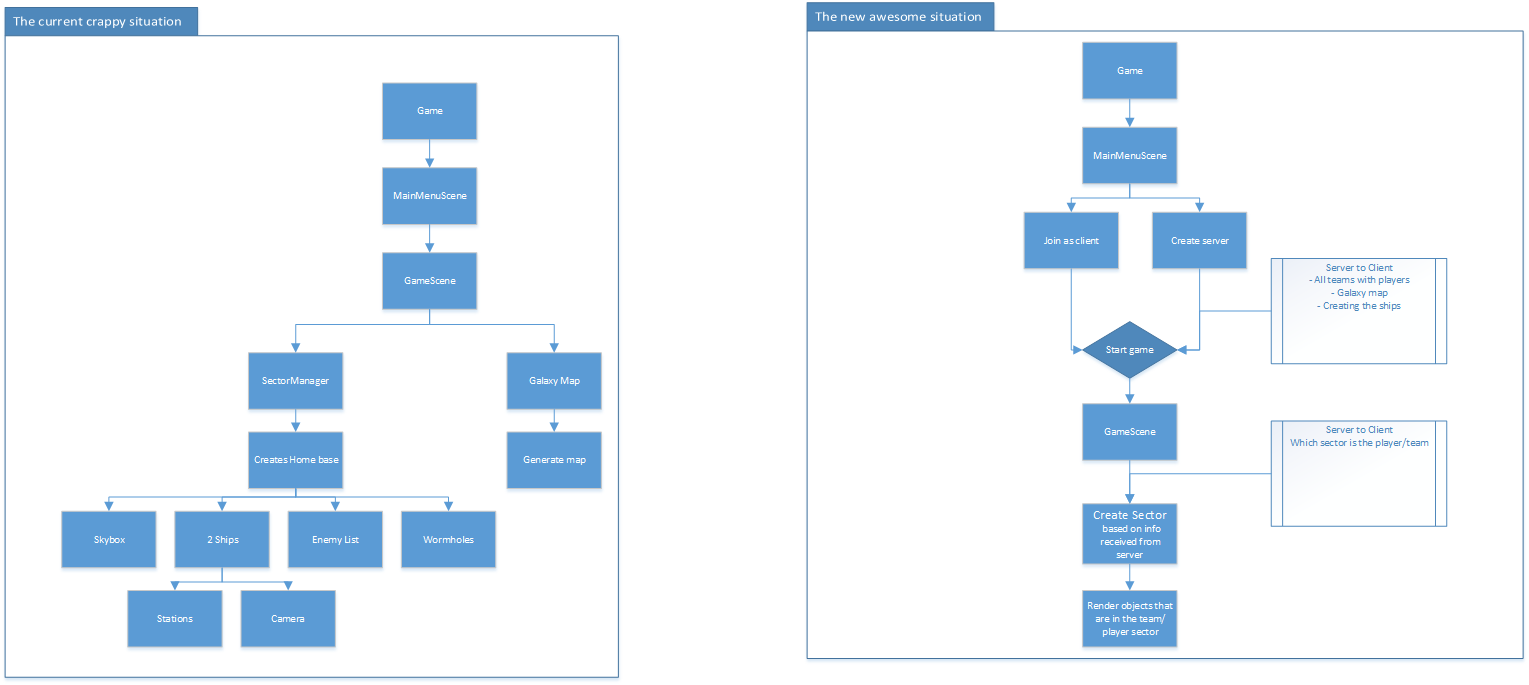 The current crappy situation
Game
MainMenuScene
GameScene
SectorManager
Galaxy Map
Creates Home base
Generate map
Skybox
2 Ships
Enemy List
Wormholes
Stations
Camera
The new awesome situation
Game
MainMenuScene
Join as client
Create server
Server to Client
- All teams with players
- Galaxy map
- Creating the ships
Start game
GameScene
Server to Client
Which sector is the player/team
Create Sector
based on info
received from
server
Render objects that
are in the team/
player sector